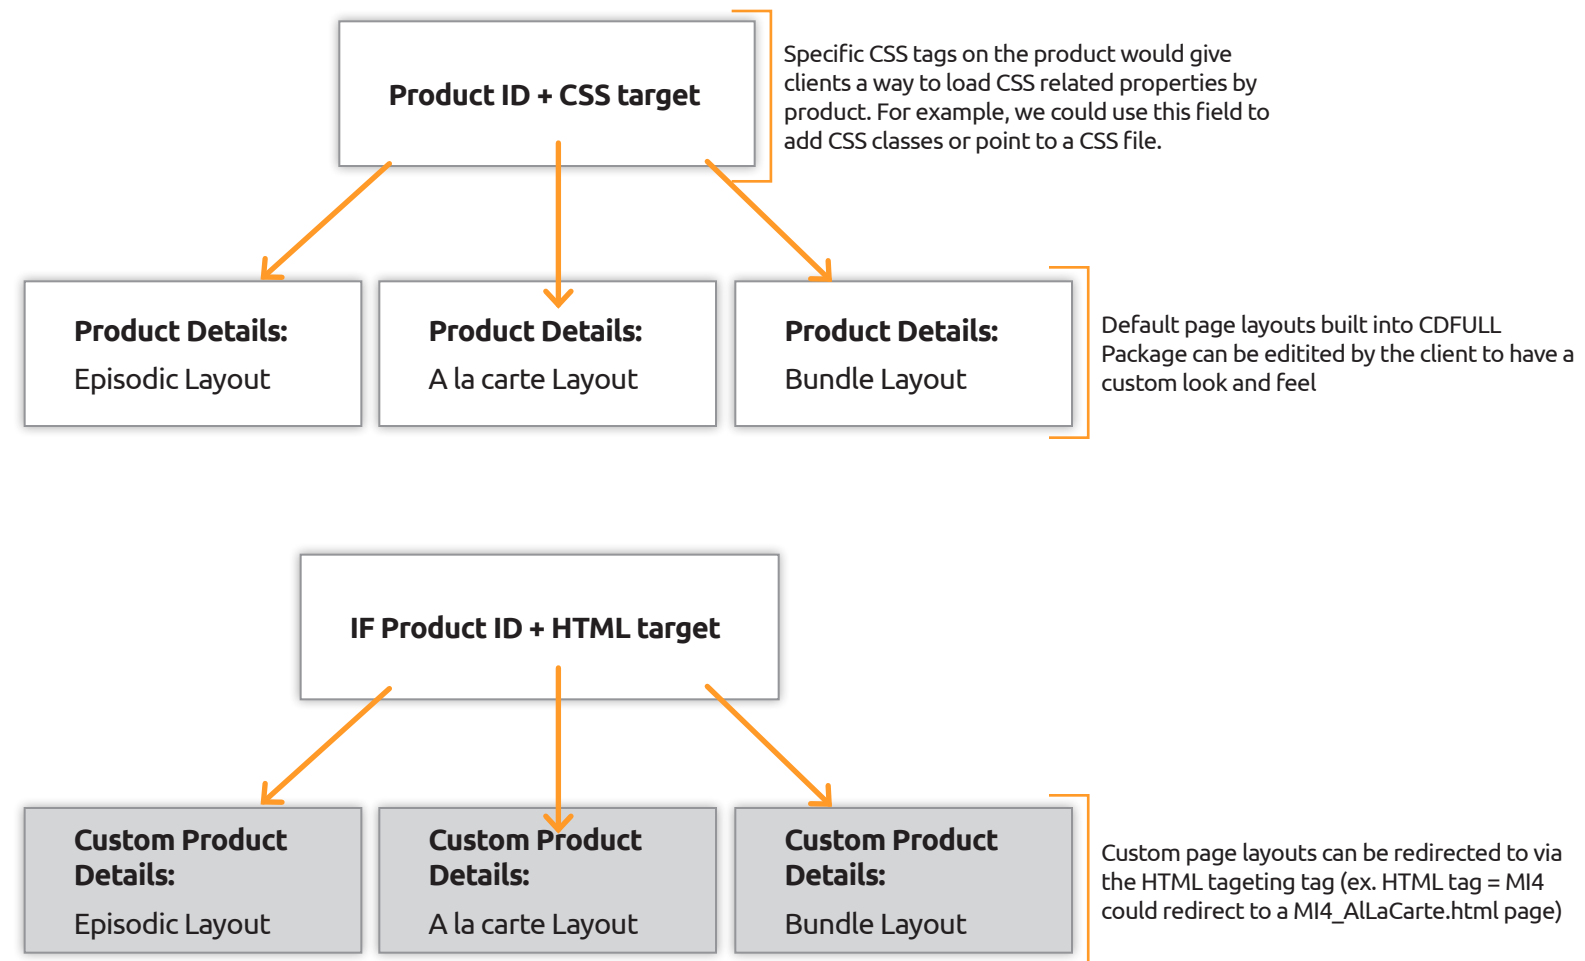 Product ID + CSS target
Specific CSS tags on the product would give
clients a way to load CSS related properties by
product. For example, we could use this field to
add CSS classes or point to a CSS file.
Product Details:
Episodic Layout
Product Details:
A la carte Layout
Product Details:
Bundle Layout
Default page layouts built into CDFULL
Package can be editited by the client to have a
custom look and feel
IF Product ID + HTML target
Custom Product
Details:
Episodic Layout
Custom Product
Details:
A la carte Layout
Custom Product
Details:
Bundle Layout
Custom page layouts can be redirected to via
the HTML tageting tag (ex. HTML tag = MI4
could redirect to a MI4_AlLaCarte.html page)